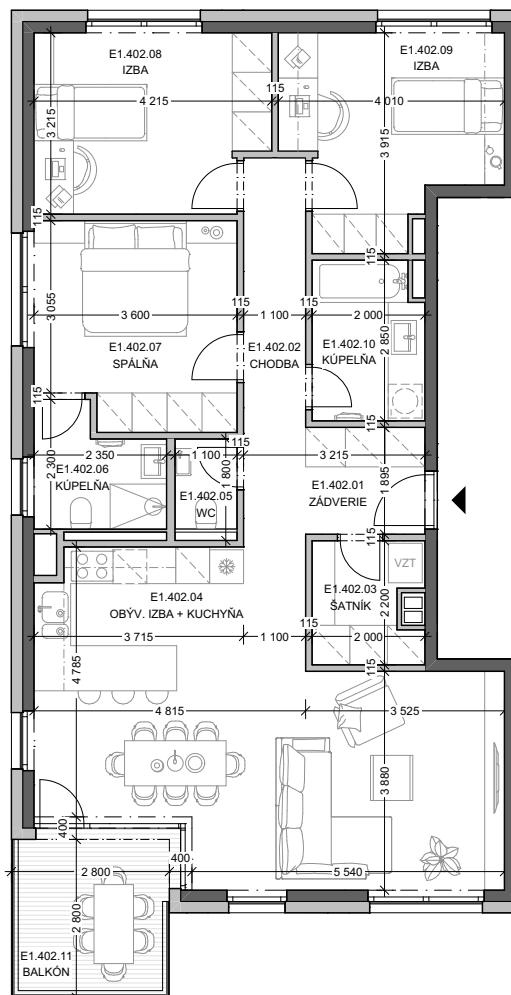 E1.402.08
IZBA
E1.402.09
IZBA
115
4 215
4 010
3 215
3 915
115
115
3 055
3 600
115
1 100
115
2 000
2 850
E1.402.07
SPÁLŇA
E1.402.02
CHODBA
E1.402.10
KÚPEĽŇA
115
115
115
2 350
115
1 100
3 215
2 300
1 800
1 895
E1.402.06
KÚPEĽŇA
E1.402.05
WC
E1.402.01
ZÁDVERIE
115
VZT
E1.402.04
OBÝV. IZBA + KUCHYŇA
E1.402.03
ŠATNÍK
2 200
3 715
1 100
115
2 000
4 785
115
4 815
3 525
3 880
400
400
2 800
5 540
2 800
E1.402.11
BALKÓN